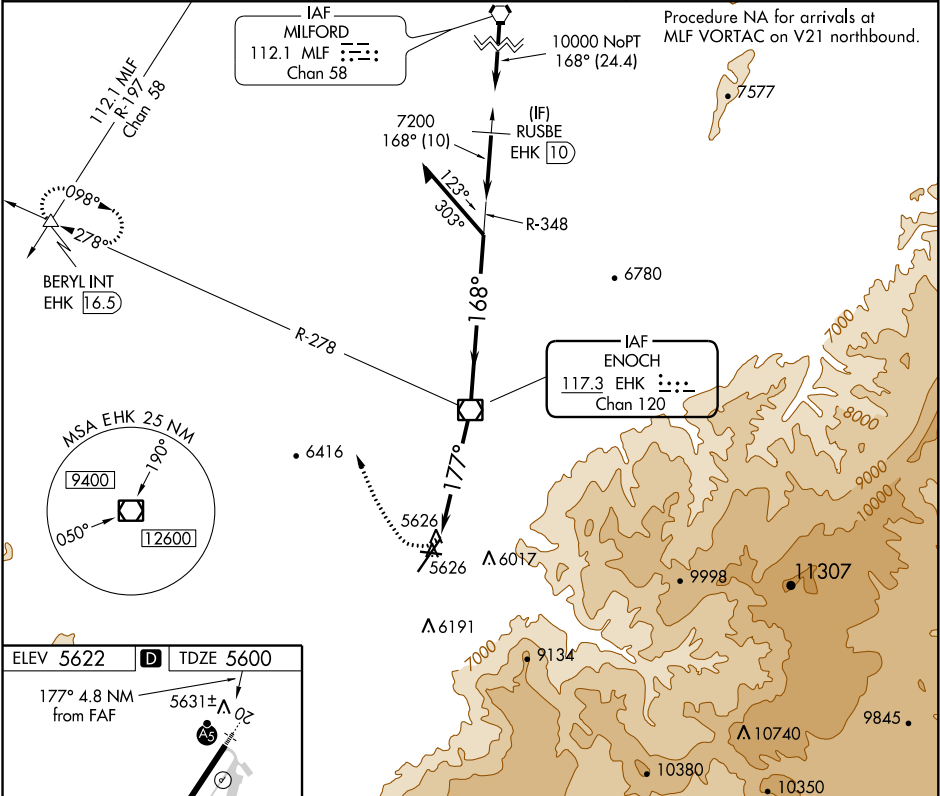 IAF
MILFORD
112.1 MLF
Chan 58
10000 NoPT
168° (24.4)
Procedure NA for arrivals at
MLF VORTAC on V21 northbound.
7577
112.1 MLF
R-197
Chan 58
7200
168° (10)
(IF)
RUSBE
EHK 10
123°
303°
R-348
098°
278°
BERYL INT
EHK 16.5
6780
168°
R-278
7000
IAF
ENOCH
117.3 EHK
Chan 120
8000
MSA EHK 25 NM
190°
9400
050°
12600
6416
177°
9000
10000
5626
5626
6017
9998
11307
6191
7000
9134
ELEV 5622 D TDZE 5600
177° 4.8 NM
from FAF
5631±
20
A5
9845
10740
10380
10350